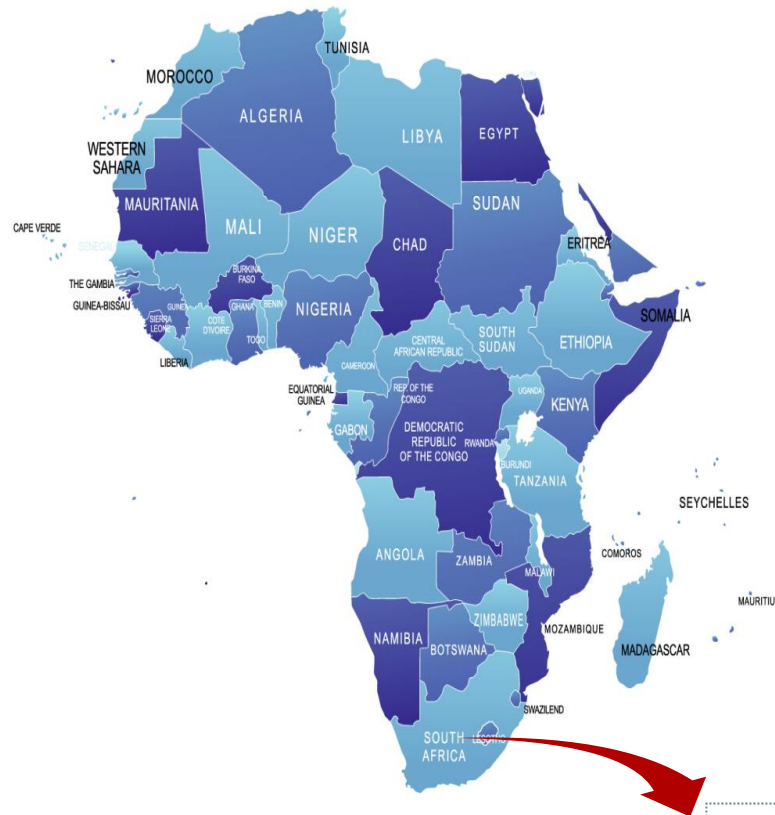 TUNISIA
MOROCCO
ALGERIA
LIBYA
EGYPT
WESTERN
SAHARA
MAURITANIA
MALI
NIGER
CHAD
SUDAN
CAPE VERDE
SENEGAL
ERITREA
THE GAMBIA
BURKINA
FASO
GUINEA-BISSAU
GUINEA
SIERRA
LEONE
COTE
D'IVOIRE
GHANA
BENIN
TOGO
NIGERIA
LIBERIA
SOMALIA
CENTRAL
AFRICAN REPUBLIC
SOUTH
SUDAN
ETHIOPIA
CAMEROON
EQUATORIAL
GUINEA
REP. OF THE
CONGO
UGANDA
KENYA
GABON
DEMOCRATIC
REPUBLIC
OF THE CONGO
RWANDA
BURUNDI
TANZANIA
SEYCHELLES
COMOROS
ANGOLA
ZAMBIA
MALAWI
MAURITIU
ZIMBABWE
MOZAMBIQUE
NAMIBIA
BOTSWANA
MADAGASCAR
SWAZILEND
SOUTH
AFRICA
LESOTHO